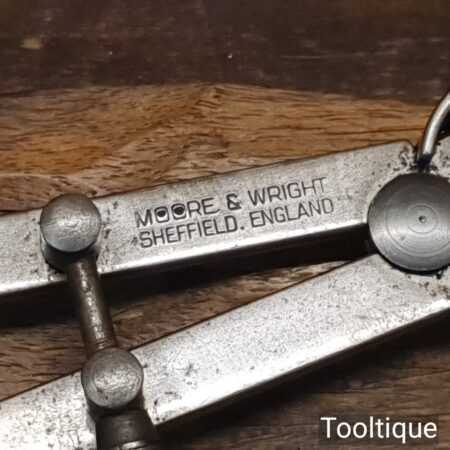 MOORE & WRIGHT
SHEFFIELD. ENGLAND
Tooltique